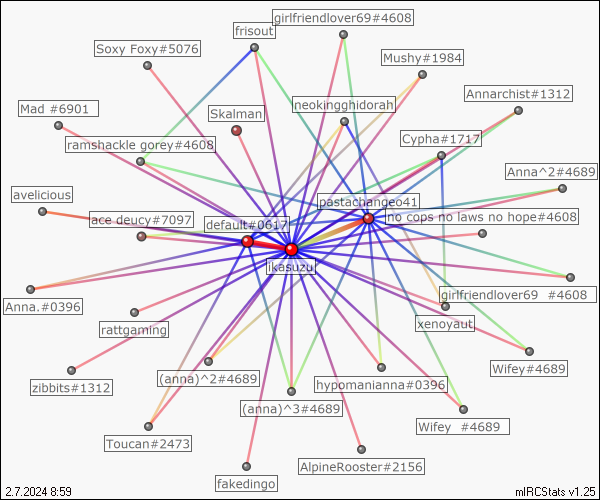 girlfriendlover69#4608
frisout
Soxy Foxy#5076
Mushy#1984
Annarchist#1312
Mad #6901
neokingghidorah
Skalman
Cypha#1717
ramshackle gorey#4608
Anna^2#4689
avelicious
pastachangeo41
ace deucy#7097
default#0617
no cops no laws no hope#4608
ikasuzu
girlfriendlover69 #4608
Anna.#0396
rattgaming
xenoyaut
Wifey#4689
zibbits#1312
(anna)^2#4689
hypomanianna#0396
(anna)^3#4689
Wifey #4689
Toucan#2473
AlpineRooster#2156
fakedingo
2.7.2024 8:59
mIRCStats v1.25